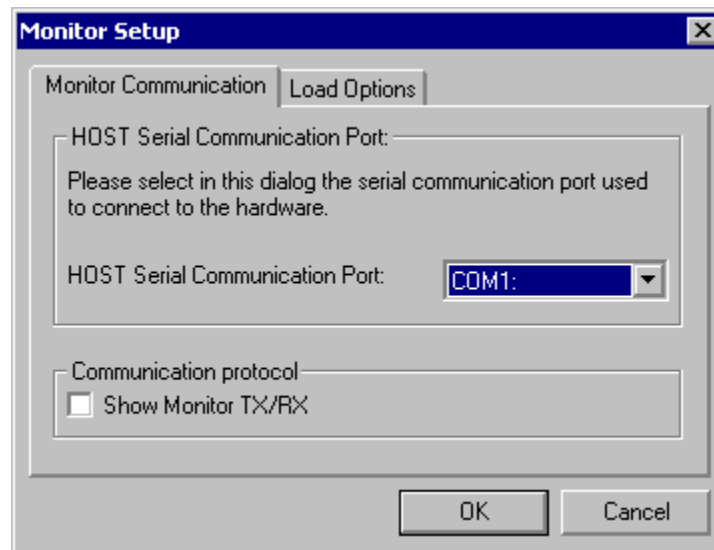 Monitor Setup
Monitor Communication
Load Options
HOST Serial Communication Port:
Please select in this dialog the serial communication port used
to connect to the hardware.
HOST Serial Communication Port:
COM1:
Communication protocol
Show Monitor TX/RX
OK
Cancel